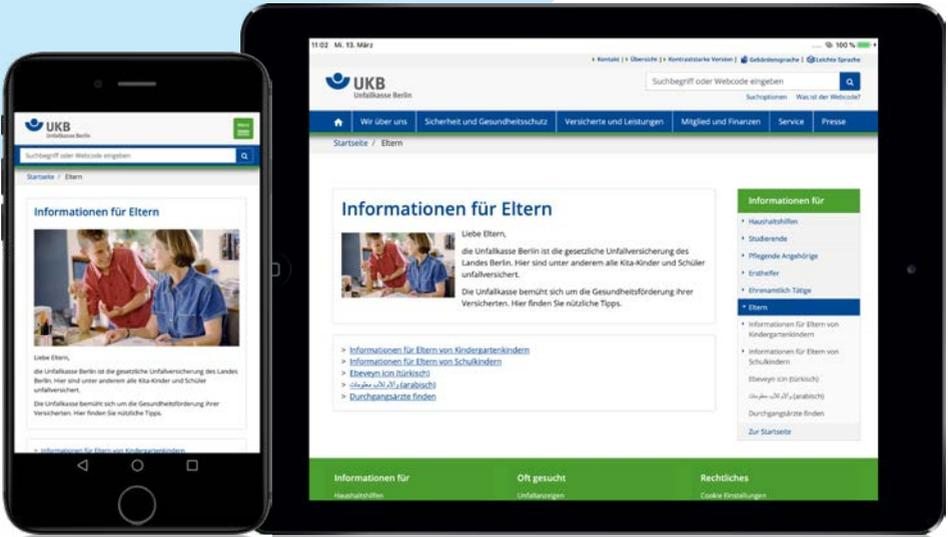 UKB
Unfallkasse Berlin
Menü
Suchbegriff oder Webcode eingeben
Startseite / Eltern
Informationen für Eltern
Liebe Eltern,
die Unfallkasse Berlin ist die gesetzliche Unfallversicherung des Landes
Berlin. Hier sind unter anderem alle Kita-Kinder und Schüler
unfallversichert.
Die Unfallkasse bemüht sich um die Gesundheitsförderung ihrer
Versicherten. Hier finden Sie nützliche Tipps.
> Informationen für Eltern von Kindergartenkindern
11:02 Mi. 13. März
100 %
Kontakt | Übersicht | Kontraststarke Version | Gebärdensprache | Leichte Sprache
UKB
Unfallkasse Berlin
Suchbegriff oder Webcode eingeben
Suchoptionen Was ist der Webcode?
Wir über uns Sicherheit und Gesundheitsschutz Versicherte und Leistungen Mitglied und Finanzen Service Presse
Startseite / Eltern
Informationen für Eltern
Liebe Eltern,
die Unfallkasse Berlin ist die gesetzliche Unfallversicherung des
Landes Berlin. Hier sind unter anderem alle Kita-Kinder und Schüler
unfallversichert.
Die Unfallkasse bemüht sich um die Gesundheitsförderung ihrer
Versicherten. Hier finden Sie nützliche Tipps.
> Informationen für Eltern von Kindergartenkindern
> Informationen für Eltern von Schulkindern
> Ebeveyn icin (türkisch)
> (arabisch)
> Durchgangsärzte finden
Informationen für
Haushaltshilfen
Studierende
Pflegende Angehörige
Ersthelfer
Ehrenamtlich Tätige
Eltern
Informationen für Eltern von
Kindergartenkindern
Informationen für Eltern von
Schulkindern
Ebeveyn icin (türkisch)
(arabisch)
Durchgangsärzte finden
Zur Startseite
Informationen für Oft gesucht Rechtliches
Haushaltshilfen Unfallanzeigen Cookie Einstellungen